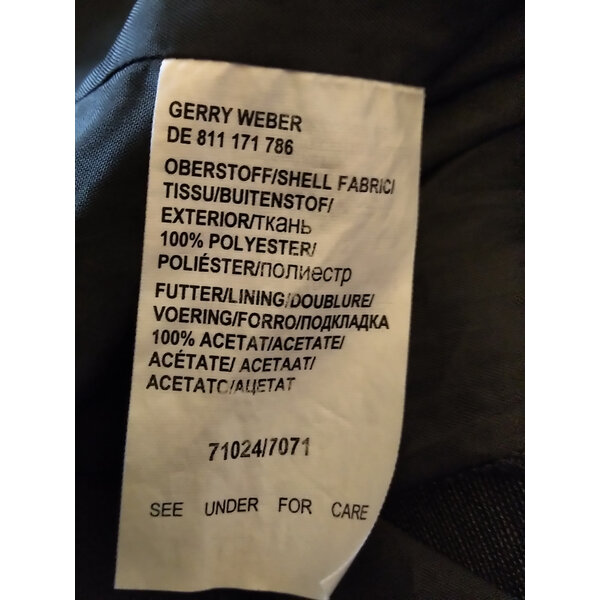 GERRY WEBER
DE 811 171 786
OBERSTOFF/SHELL FABRIC/
TISSU/BUITENSTOF/
EXTERIOR/ткань
100% POLYESTER/
POLIÉSTER/полиестр
FUTTER/LINING/DOUBLURE/
VOERING/FORRO/ПОДКЛАДКА
100% ACETAT/ACETATE/
ACÉTATE/ ACETAAT/
ACETATO/АЦЕТАТ
71024/7071
SEE UNDER FOR CARE